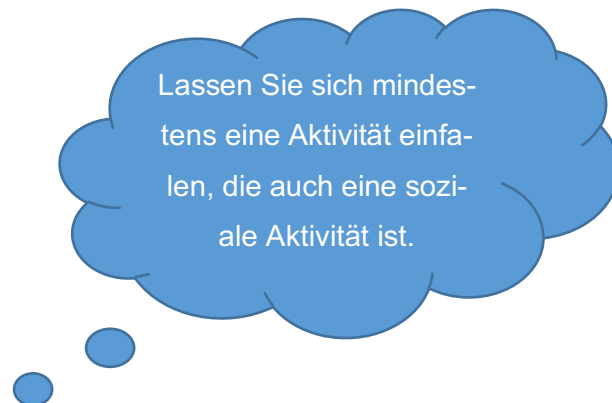 Lassen Sie sich mindes-
tens eine Aktivität einfa-
len, die auch eine sozi-
ale Aktivität ist.